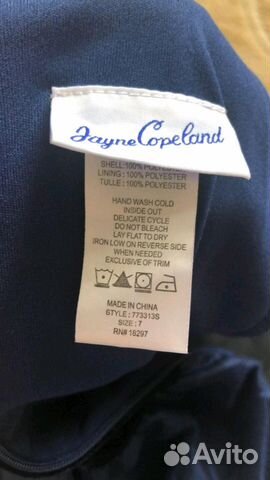 Jayne Copeland
SHELL: 100% POLYESTER
LINING : 100% POLYESTER
TULLE : 100% POLYESTER
HAND WASH COLD
INSIDE OUT
DELICATE CYCLE
DO NOT BLEACH
LAY FLAT TO DRY
IRON LOW ON REVERSE SIDE
WHEN NEEDED
EXCLUSIVE OF TRIM
MADE IN CHINA
STYLE : 773313S
SIZE : 7
RN# 18297
Avito